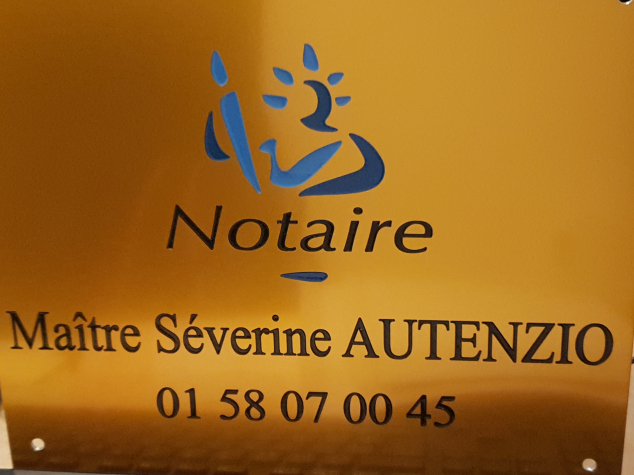 Notaire
Maître Séverine AUTENZIO
01 58 07 00 45